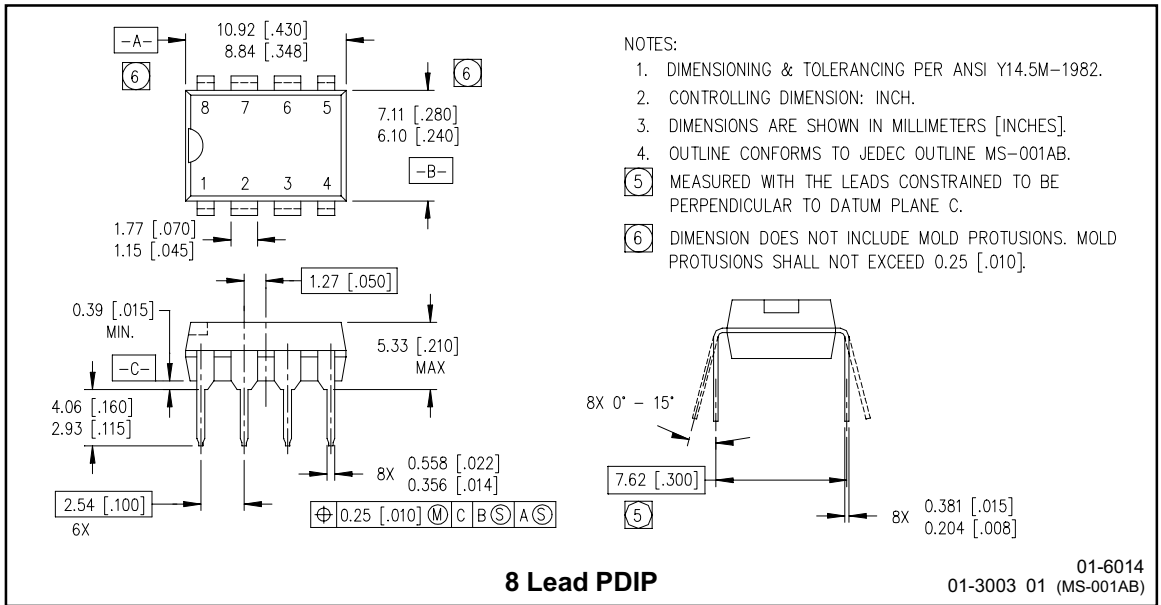 10.92 [.430]
8.84 [.348]
-A-
6
6
8 7 6 5
1 2 3 4
7.11 [.280]
6.10 [.240]
-B-
1.77 [.070]
1.15 [.045]
1.27 [.050]
0.39 [.015]
MIN.
-C-
5.33 [.210]
MAX
4.06 [.160]
2.93 [.115]
8X 0.558 [.022]
0.356 [.014]
2.54 [.100]
6X
⌖ 0.25 [.010] Ⓜ C B Ⓢ A Ⓢ
NOTES:
1. DIMENSIONING & TOLERANCING PER ANSI Y14.5M-1982.
2. CONTROLLING DIMENSION: INCH.
3. DIMENSIONS ARE SHOWN IN MILLIMETERS [INCHES].
4. OUTLINE CONFORMS TO JEDEC OUTLINE MS-001AB.
5 MEASURED WITH THE LEADS CONSTRAINED TO BE
PERPENDICULAR TO DATUM PLANE C.
6 DIMENSION DOES NOT INCLUDE MOLD PROTUSIONS. MOLD
PROTUSIONS SHALL NOT EXCEED 0.25 [.010].
8X 0° - 15°
7.62 [.300]
5
8X 0.381 [.015]
0.204 [.008]
8 Lead PDIP
01-6014
01-3003 01 (MS-001AB)